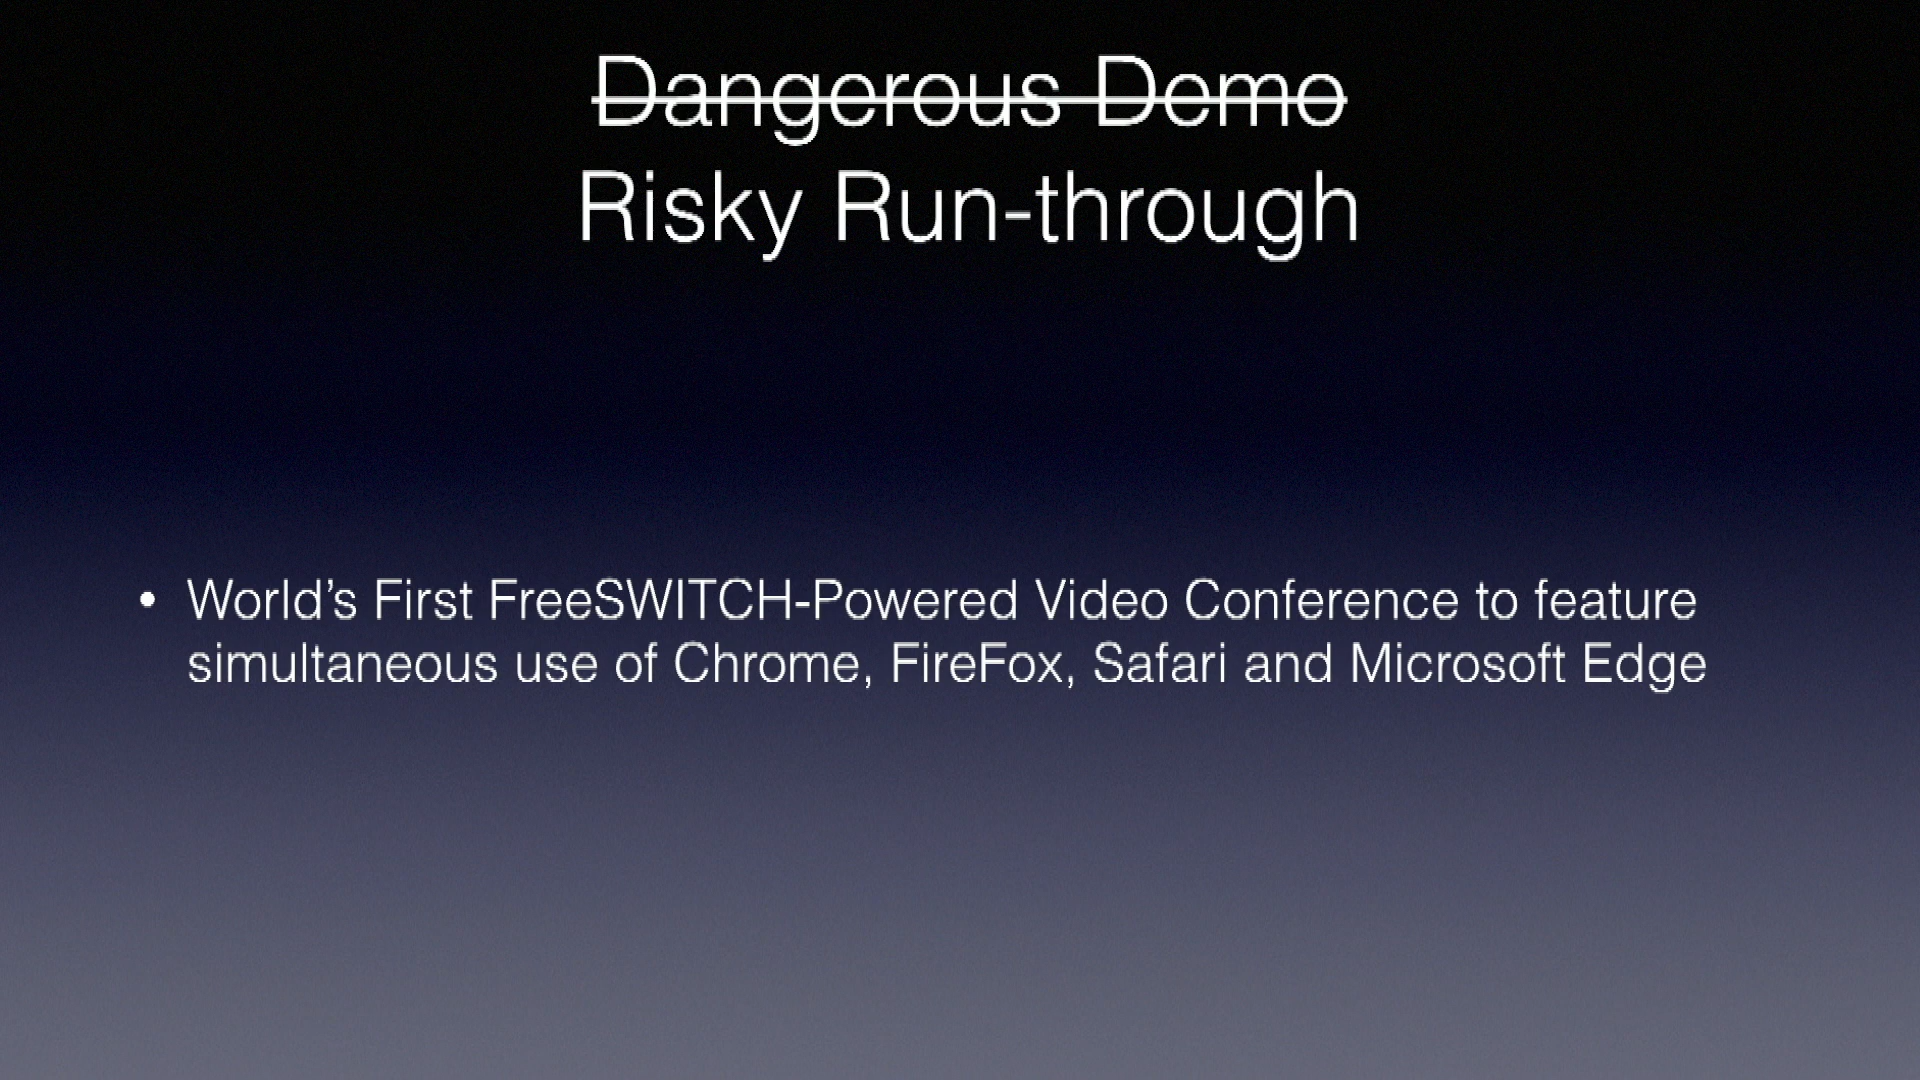 Dangerous Demo
Risky Run-through
• World’s First FreeSWITCH-Powered Video Conference to feature
simultaneous use of Chrome, FireFox, Safari and Microsoft Edge